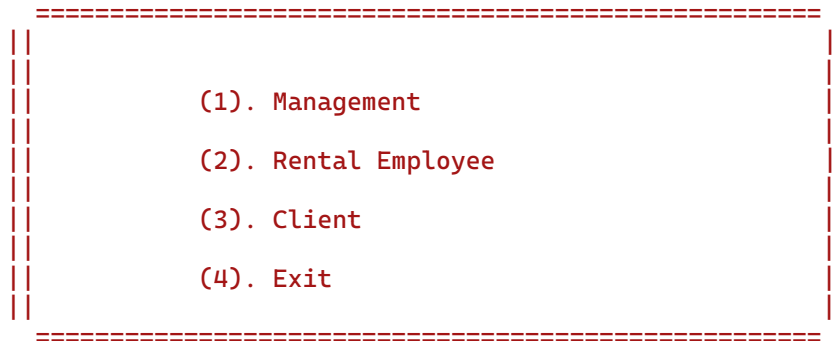 (1). Management
(2). Rental Employee
(3). Client
(4). Exit